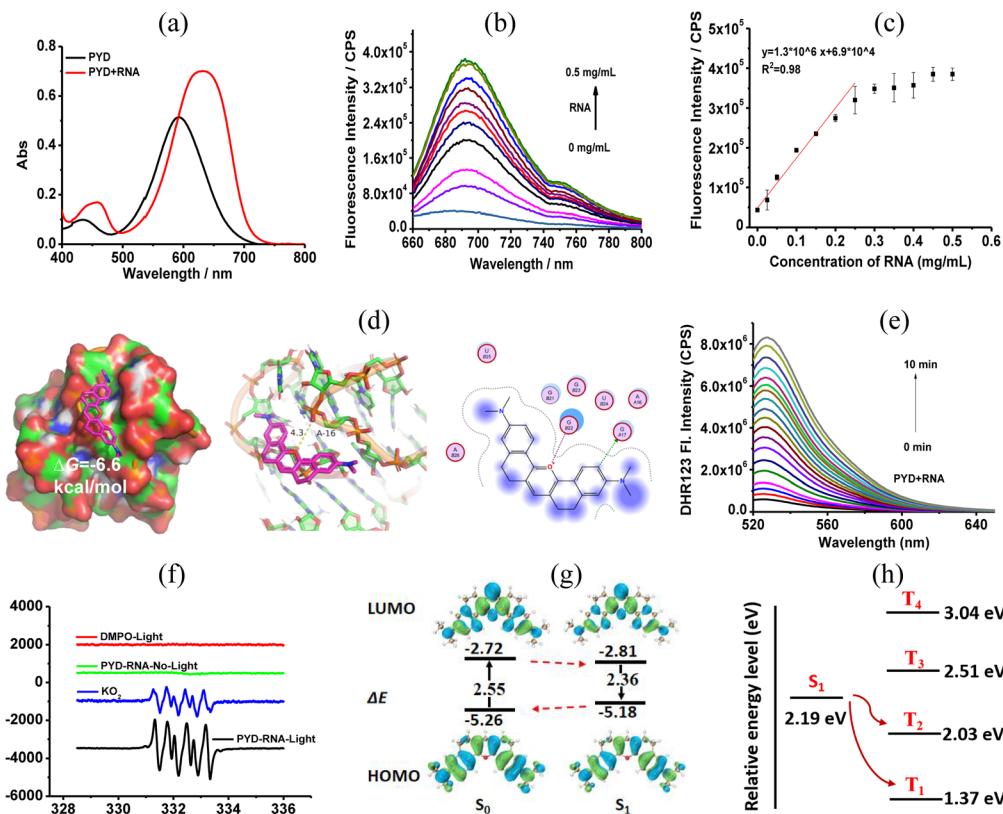 (a)
PYD
PYD+RNA
Abs
0.8
0.6
0.4
0.2
0.0
400 500 600 700 800
Wavelength / nm
(b)
Fluorescence Intensity / CPS
4.0x10^5
3.2x10^5
2.4x10^5
1.6x10^5
8.0x10^4
0.0
660 680 700 720 740 760 780 800
Wavelength / nm
0.5 mg/mL
RNA
0 mg/mL
(c)
Fluorescence Intensity / CPS
y=1.3*10^6 x+6.9*10^4
R²=0.98
5x10^5
4x10^5
3x10^5
2x10^5
1x10^5
0
0.0 0.1 0.2 0.3 0.4 0.5 0.6
Concentration of RNA (mg/mL)
(d)
ΔG=-6.6
kcal/mol
4.3
A-16
U
B25
G
B21
G
B23
U
B24
A
A16
G
B22
G
A17
A
B26
N
O
N
(e)
DHR123 Fl. Intensity (CPS)
8.0x10^6
6.0x10^6
4.0x10^6
2.0x10^6
0.0
520 560 600 640
Wavelength (nm)
10 min
0 min
PYD+RNA
(f)
4000
2000
0
-2000
-4000
-6000
DMPO-Light
PYD-RNA-No-Light
KO₂
PYD-RNA-Light
328 330 332 334 336
(g)
LUMO
-2.72
-2.81
ΔE
2.55
2.36
-5.26
-5.18
HOMO
S₀
S₁
(h)
Relative energy level (eV)
S₁
2.19 eV
T₄
3.04 eV
T₃
2.51 eV
T₂
2.03 eV
T₁
1.37 eV